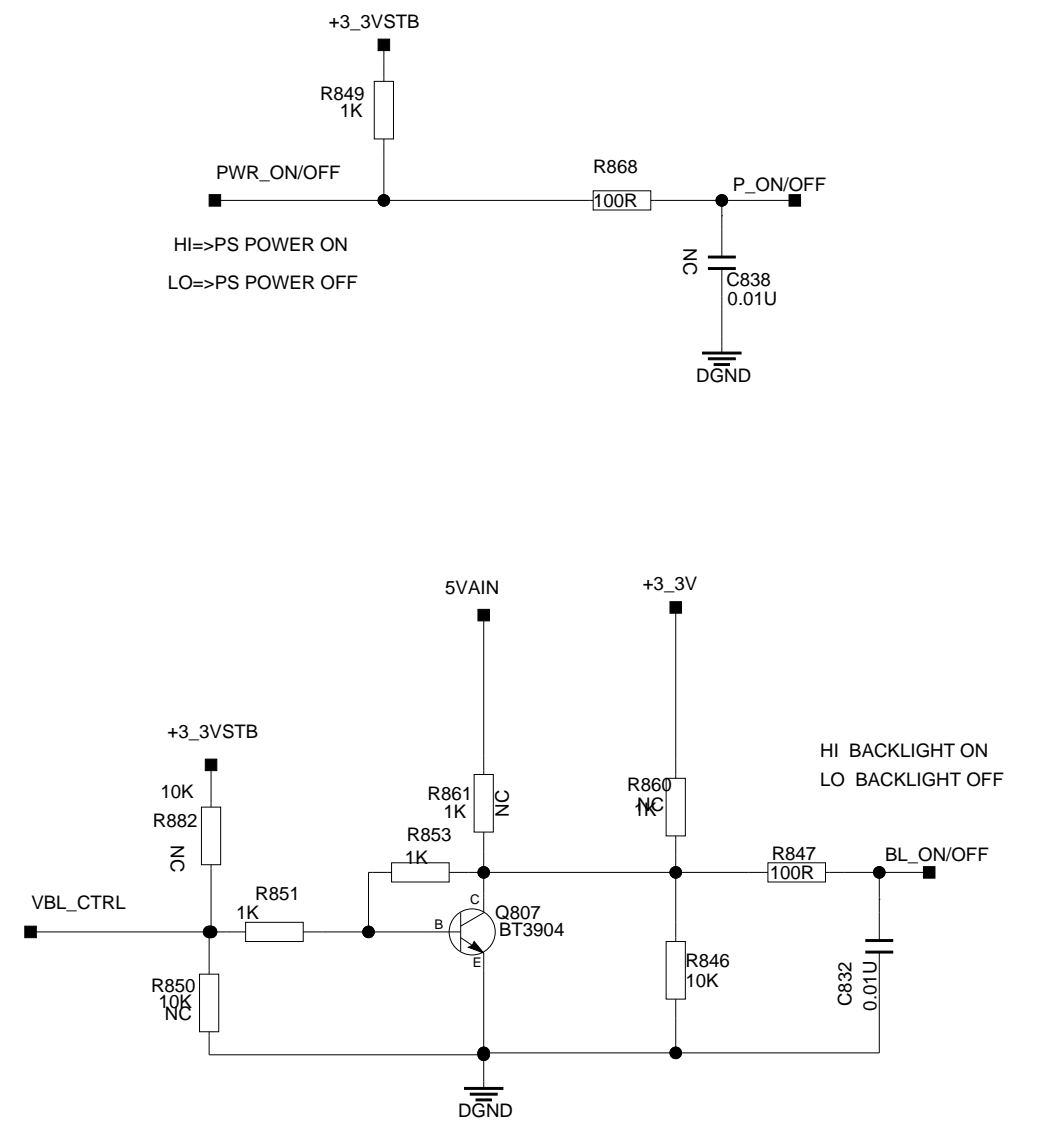 +3_3VSTB
R849
1K
PWR_ON/OFF
R868
100R
P_ON/OFF
HI=>PS POWER ON
LO=>PS POWER OFF
NC
C838
0.01U
DGND
5VAIN
+3_3V
+3_3VSTB
HI BACKLIGHT ON
LO BACKLIGHT OFF
10K
R882
NC
R861
1K
NC
R860
NC
1K
R853
1K
R847
100R
BL_ON/OFF
VBL_CTRL
R851
1K
C
B
E
Q807
BT3904
R846
10K
C832
0.01U
R850
10K
NC
DGND